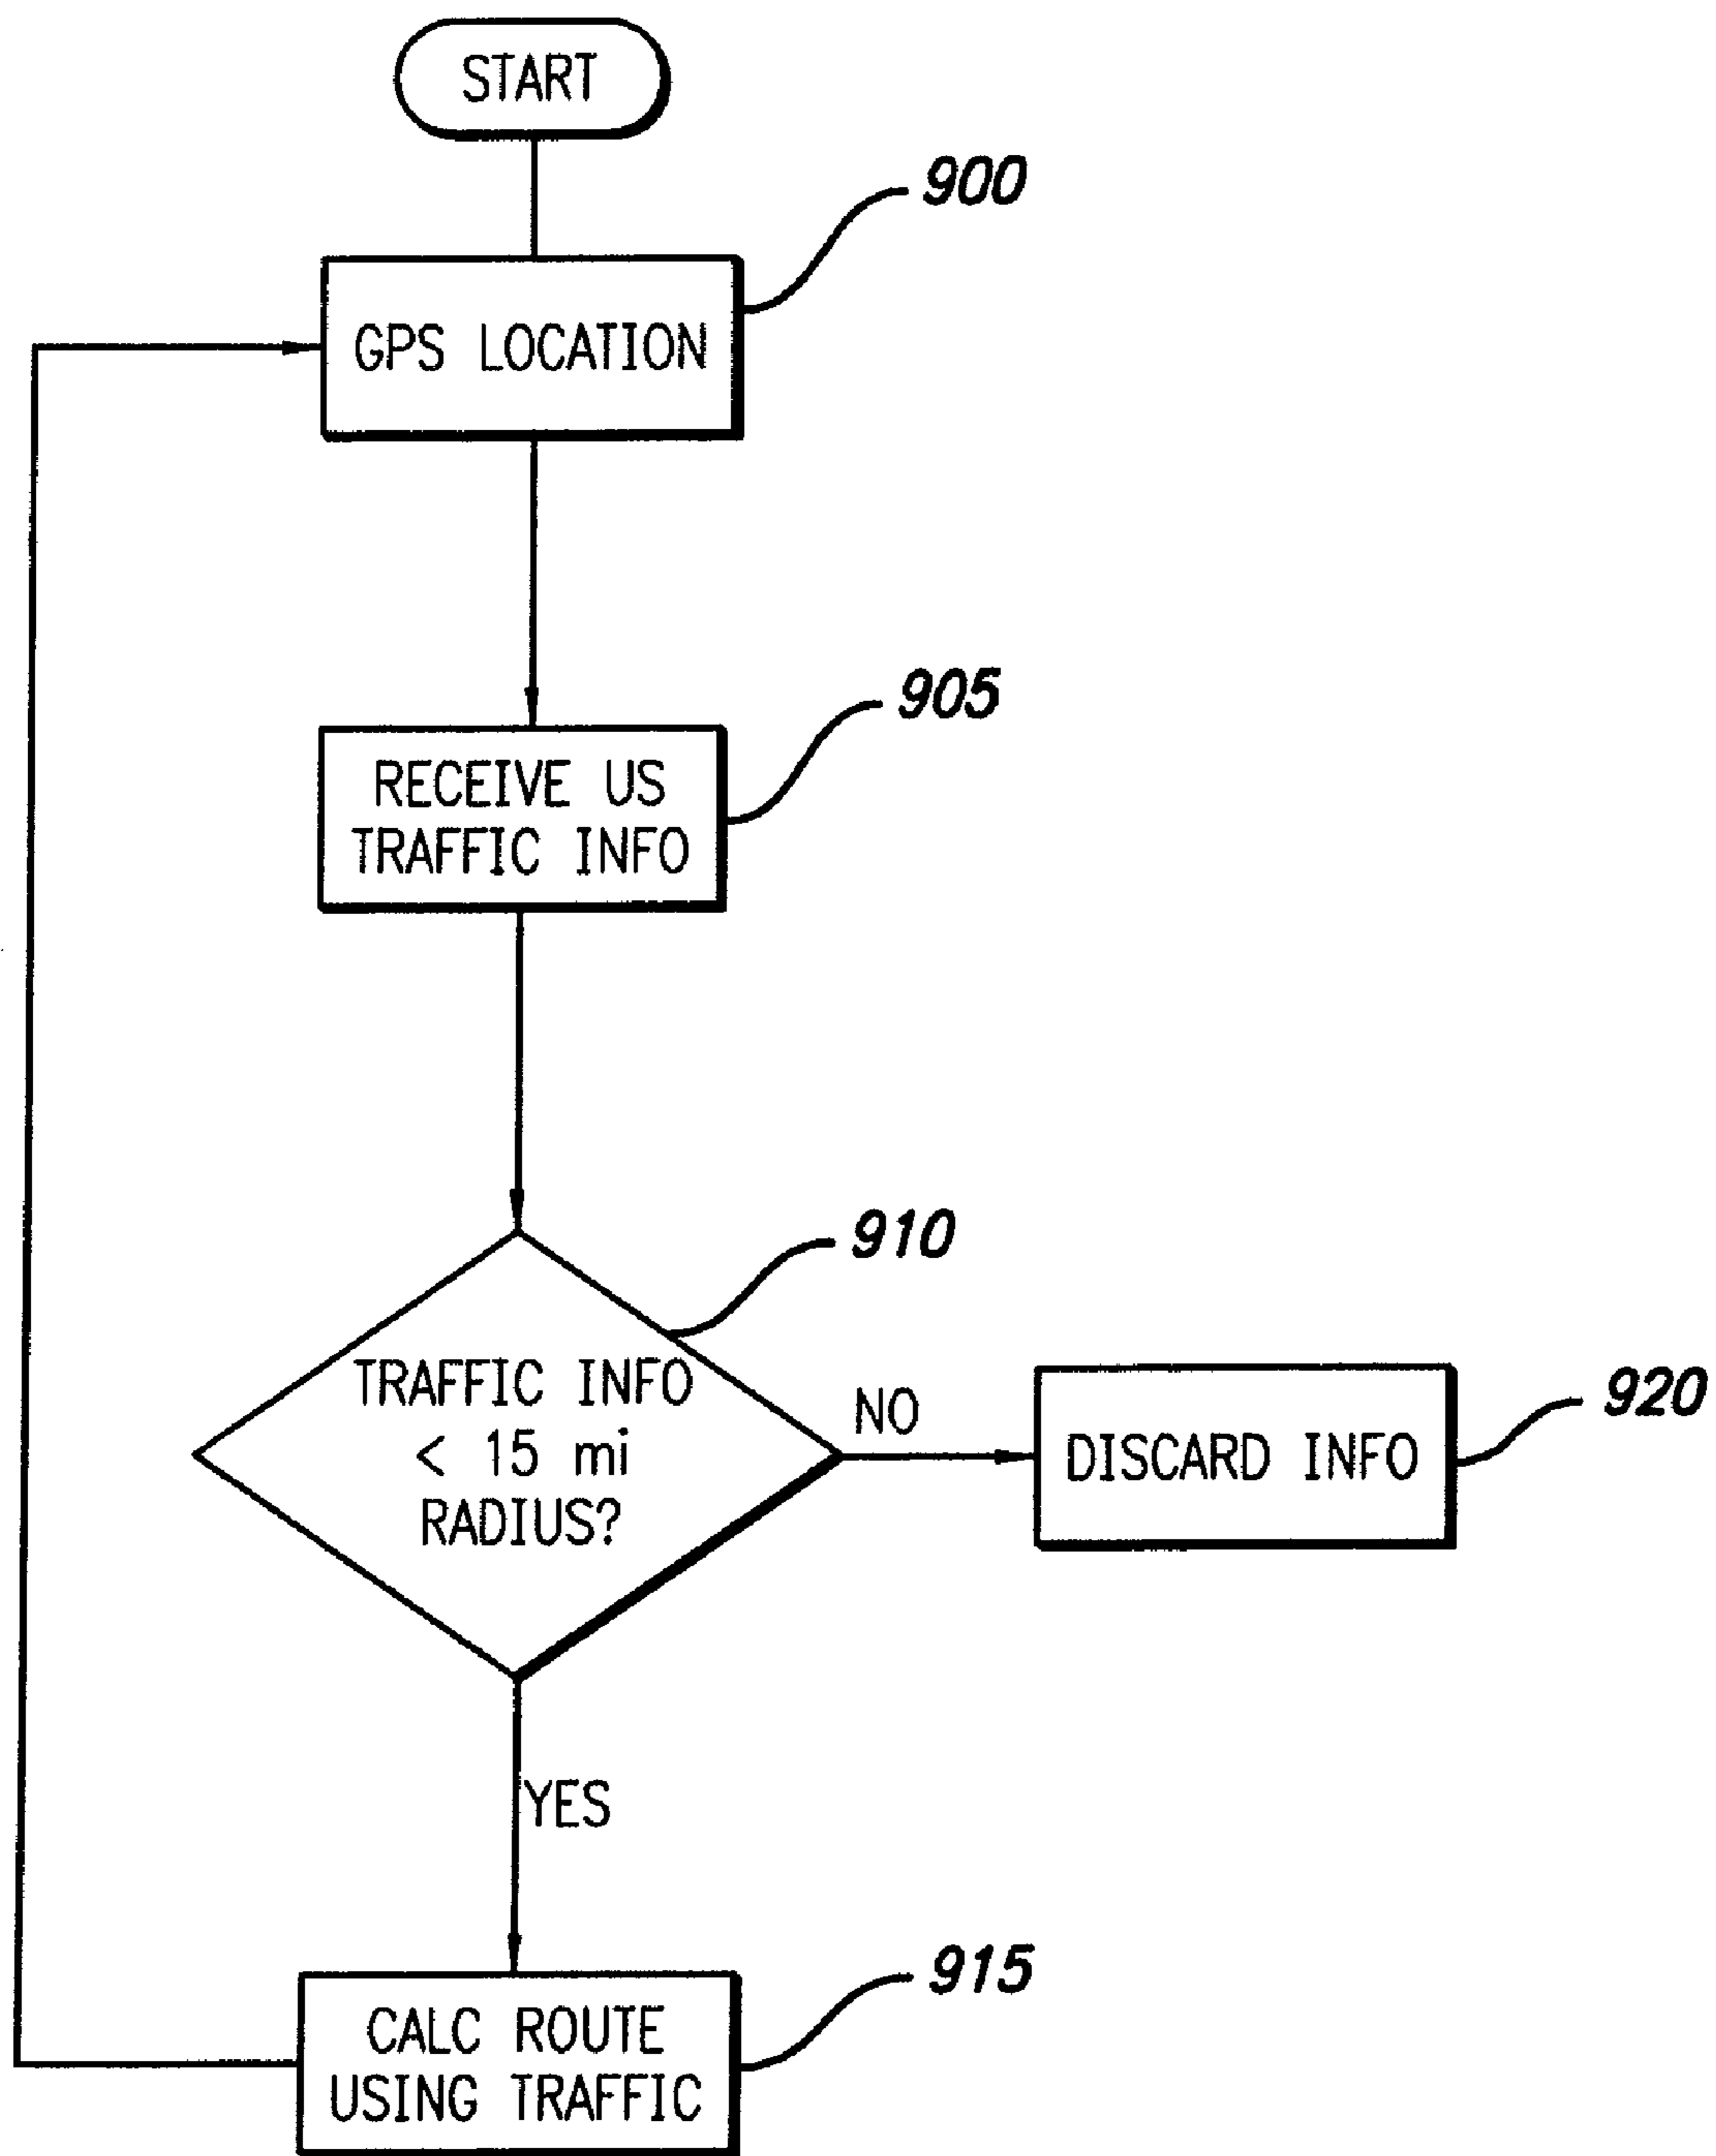 START
900
GPS LOCATION
905
RECEIVE US
TRAFFIC INFO
910
TRAFFIC INFO
< 15 mi
RADIUS?
NO
920
DISCARD INFO
YES
915
CALC ROUTE
USING TRAFFIC